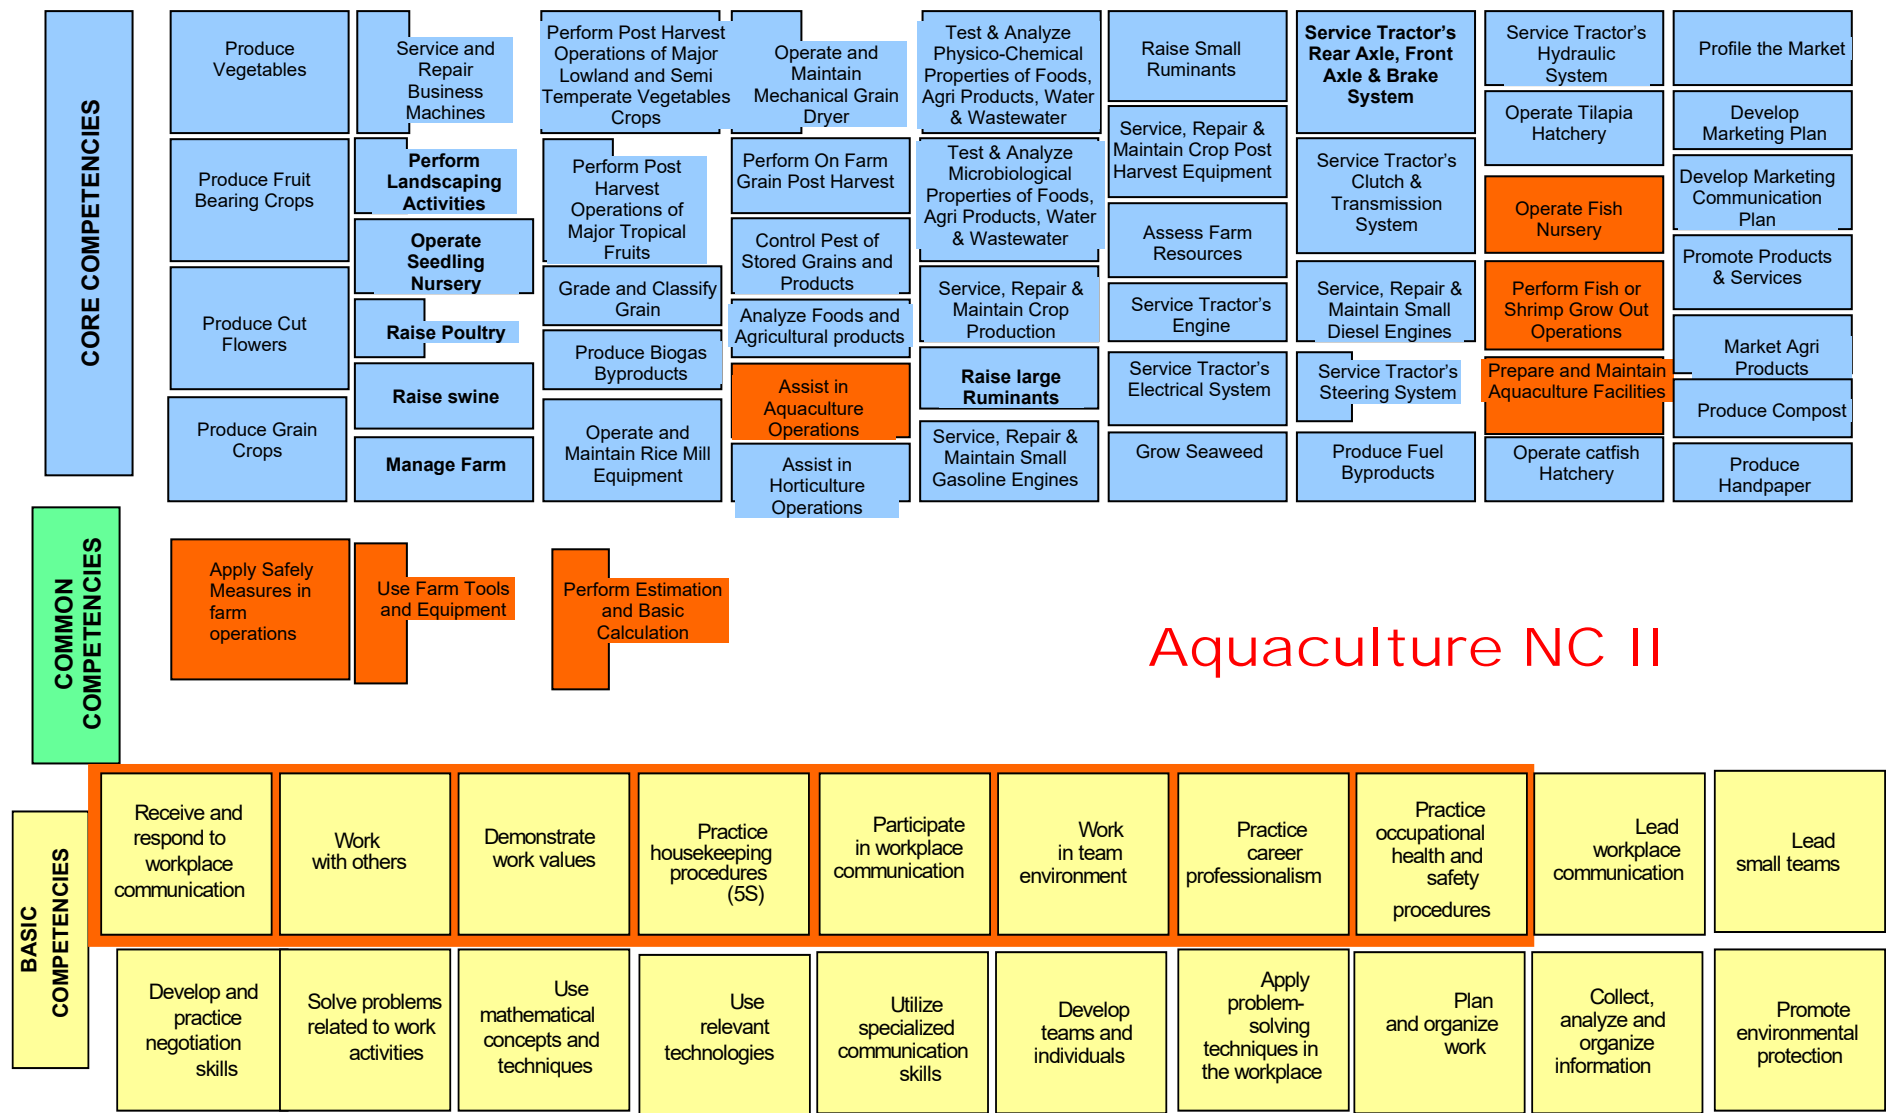 CORE COMPETENCIES
Produce
Vegetables
Produce Fruit
Bearing Crops
Produce Cut
Flowers
Produce Grain
Crops
Service and
Repair
Business
Machines
Perform
Landscaping
Activities
Operate
Seedling
Nursery
Raise Poultry
Raise swine
Manage Farm
Perform Post Harvest
Operations of Major
Lowland and Semi
Temperate Vegetables
Crops
Perform Post
Harvest
Operations of
Major Tropical
Fruits
Grade and Classify
Grain
Produce Biogas
Byproducts
Operate and
Maintain Rice Mill
Equipment
Operate and
Maintain
Mechanical Grain
Dryer
Perform On Farm
Grain Post Harvest
Control Pest of
Stored Grains and
Products
Analyze Foods and
Agricultural products
Assist in
Aquaculture
Operations
Assist in
Horticulture
Operations
Test & Analyze
Physico-Chemical
Properties of Foods,
Agri Products, Water
& Wastewater
Test & Analyze
Microbiological
Properties of Foods,
Agri Products, Water
& Wastewater
Service, Repair &
Maintain Crop
Production
Raise large
Ruminants
Service, Repair &
Maintain Small
Gasoline Engines
Raise Small
Ruminants
Service, Repair &
Maintain Crop Post
Harvest Equipment
Assess Farm
Resources
Service Tractor's
Engine
Service Tractor's
Electrical System
Grow Seaweed
Service Tractor's
Rear Axle, Front
Axle & Brake
System
Service Tractor's
Clutch &
Transmission
System
Service, Repair &
Maintain Small
Diesel Engines
Service Tractor's
Steering System
Produce Fuel
Byproducts
Service Tractor's
Hydraulic
System
Operate Tilapia
Hatchery
Operate Fish
Nursery
Perform Fish or
Shrimp Grow Out
Operations
Prepare and Maintain
Aquaculture Facilities
Operate catfish
Hatchery
Profile the Market
Develop
Marketing Plan
Develop Marketing
Communication
Plan
Promote Products
& Services
Market Agri
Products
Produce Compost
Produce
Handpaper
COMMON
COMPETENCIES
Apply Safely
Measures in
farm
operations
Use Farm Tools
and Equipment
Perform Estimation
and Basic
Calculation
Aquaculture NC II
BASIC
COMPETENCIES
Receive and
respond to
workplace
communication
Work
with others
Demonstrate
work values
Practice
housekeeping
procedures
(5S)
Participate
in workplace
communication
Work
in team
environment
Practice
career
professionalism
Practice
occupational
health and
safety
procedures
Lead
workplace
communication
Lead
small teams
Develop and
practice
negotiation
skills
Solve problems
related to work
activities
Use
mathematical
concepts and
techniques
Use
relevant
technologies
Utilize
specialized
communication
skills
Develop
teams and
individuals
Apply
problem-
solving
techniques in
the workplace
Plan
and organize
work
Collect,
analyze and
organize
information
Promote
environmental
protection